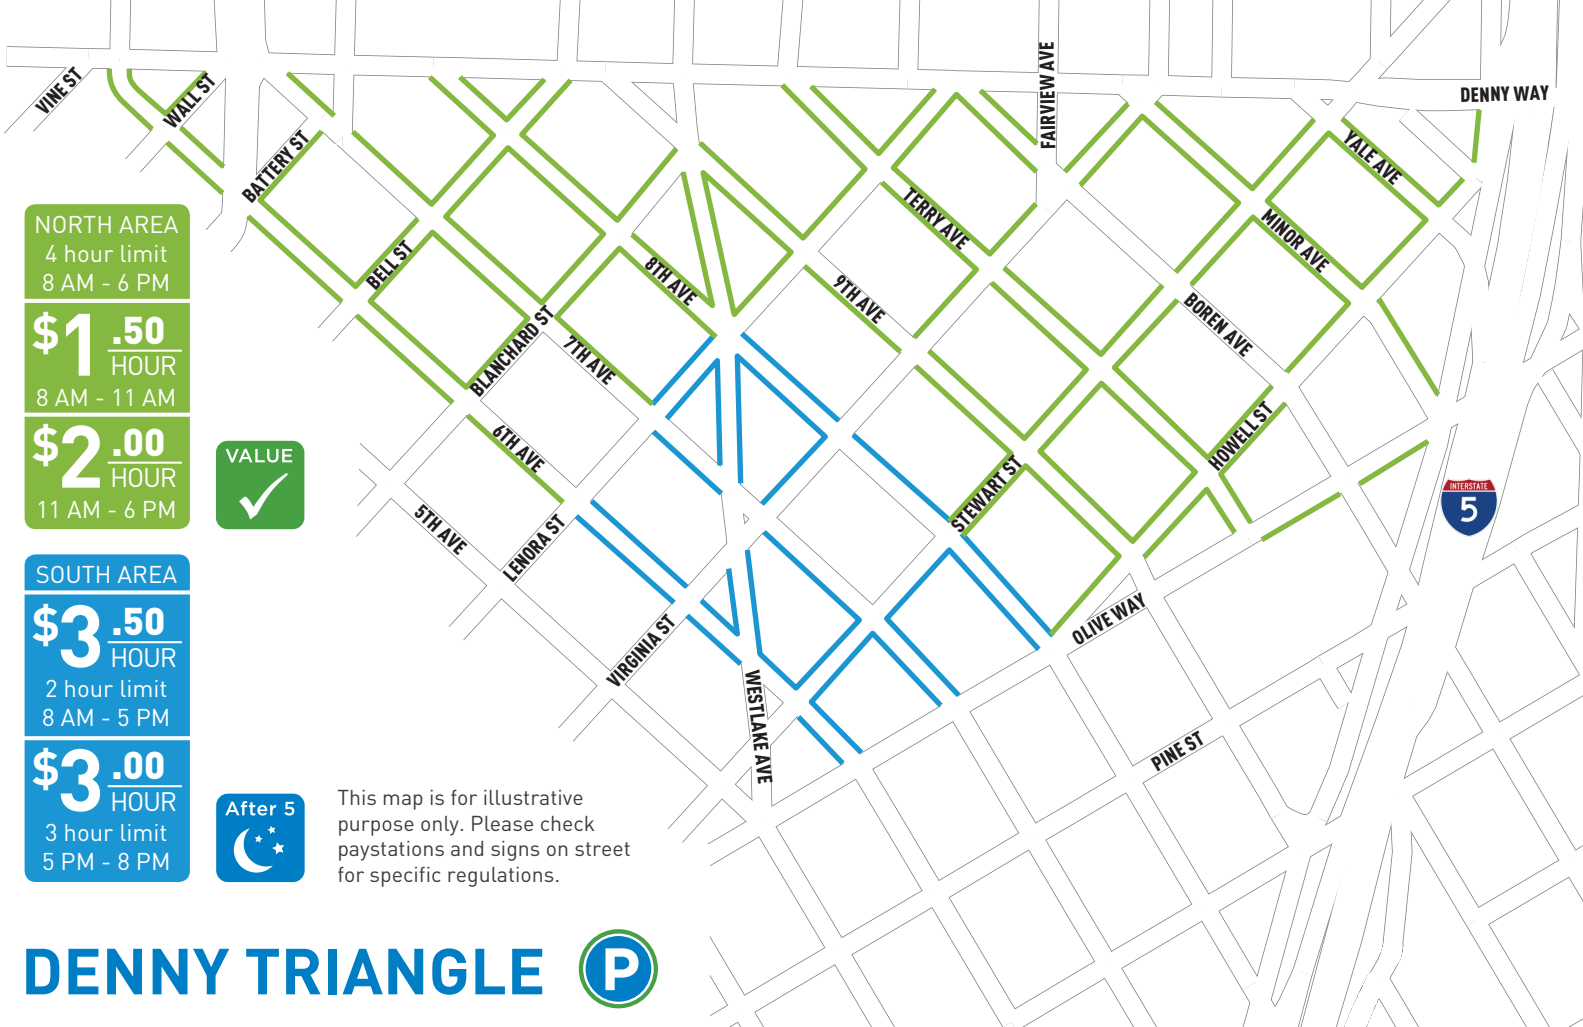 VINE ST
WALL ST
BATTERY ST
FAIRVIEW AVE
DENNY WAY
YALE AVE
TERRY AVE
MINOR AVE
BELL ST
8TH AVE
9TH AVE
BOREN AVE
BLANCHARD ST
7TH AVE
6TH AVE
HOWELL ST
STEWART ST
5TH AVE
LENORA ST
VIRGINIA ST
OLIVE WAY
WESTLAKE AVE
PINE ST
INTERSTATE
5
NORTH AREA
4 hour limit
8 AM - 6 PM
$1.50
HOUR
8 AM - 11 AM
$2.00
HOUR
11 AM - 6 PM
VALUE
SOUTH AREA
$3.50
HOUR
2 hour limit
8 AM - 5 PM
$3.00
HOUR
3 hour limit
5 PM - 8 PM
After 5
This map is for illustrative
purpose only. Please check
paystations and signs on street
for specific regulations.
DENNY TRIANGLE
P